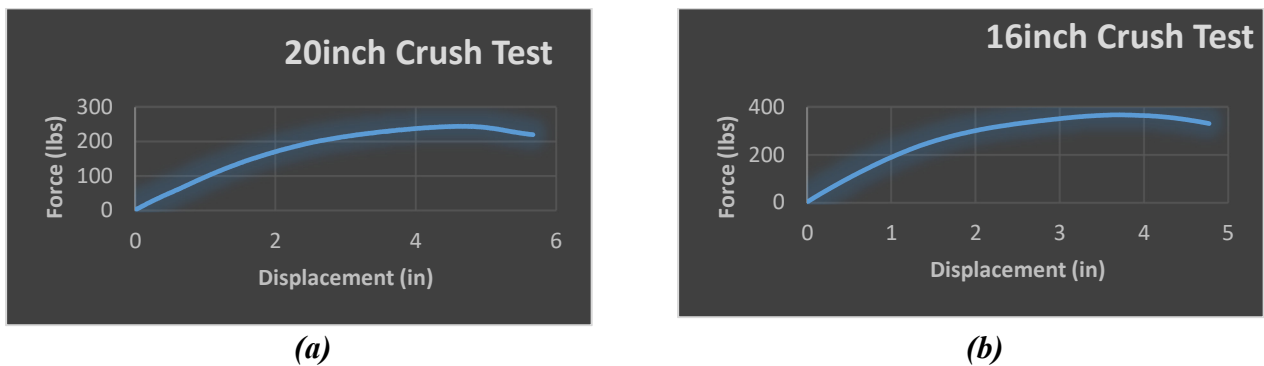 20inch Crush Test
Force (lbs)
300
200
100
0
0 2 4 6
Displacement (in)
(a)
16inch Crush Test
Force (lbs)
400
200
0
0 1 2 3 4 5
Displacement (in)
(b)